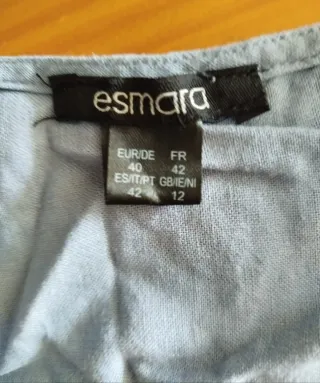 esmara
EUR/DE FR
40 42
ES/IT/PT GB/IE/NI
42 12